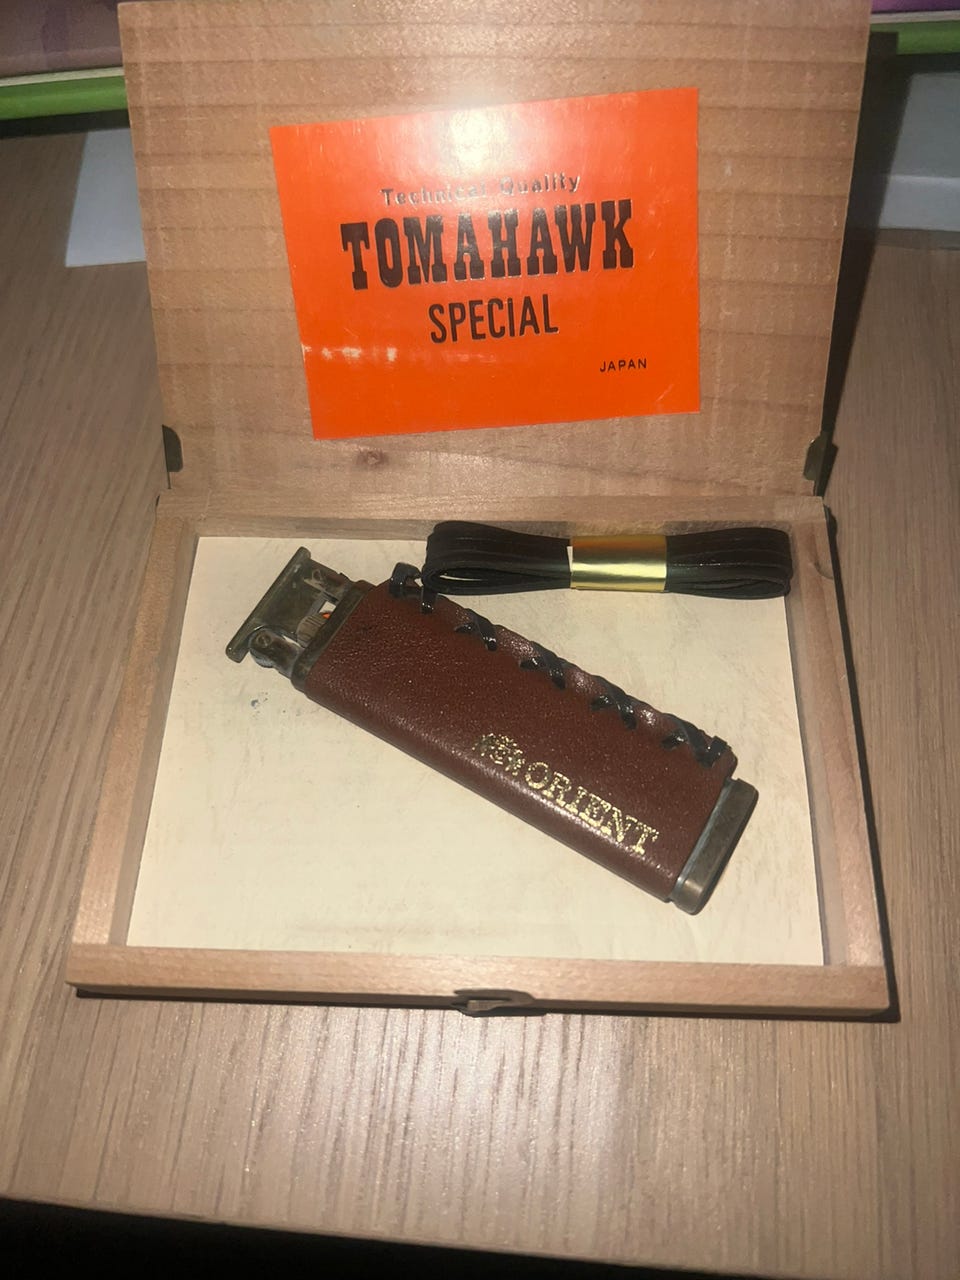 Technical Quality
TOMAHAWK
SPECIAL
JAPAN
ORIENT